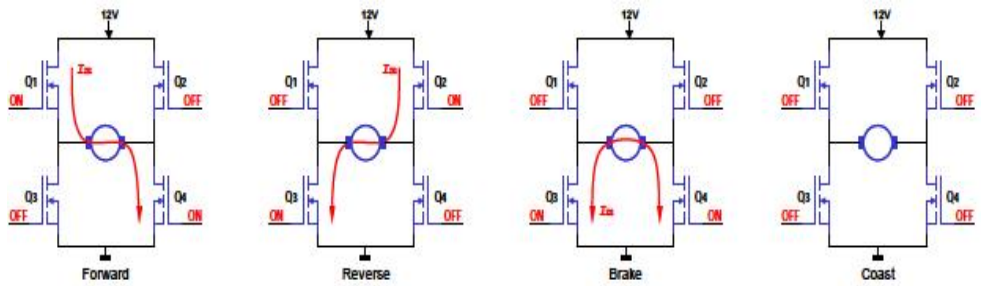 12V 12V 12V 12V
Im Im
Q1 Q2 Q1 Q2 Q1 Q2 Q1 Q2
ON OFF OFF ON OFF OFF OFF OFF
Q3 Q4 Q3 Q4 Q3 Q4 Q3 Q4
OFF ON ON OFF ON Im ON OFF OFF
Forward Reverse Brake Coast